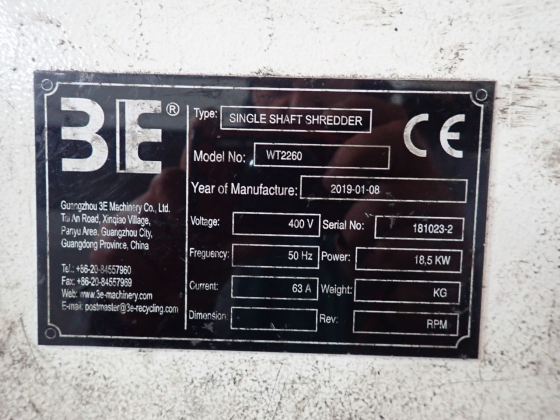 3E®
Type: SINGLE SHAFT SHREDDER
CE
Model No: WT2260
Year of Manufacture: 2019-01-08
Guangzhou 3E Machinery Co., Ltd.
Tu An Road, Xinqiao Village,
Panyu Area, Guangzhou City,
Guangdong Province, China
Tel.: +86-20-84557960
Fax: +86-20-84557969
Web: www.3e-machinery.com
E-mail: postmaster@3e-recycling.com
Voltage: 400 V Serial No: 181023-2
Freguency: 50 Hz Power: 18,5 KW
Current: 63 A Weight: KG
Dimension: Rev: RPM